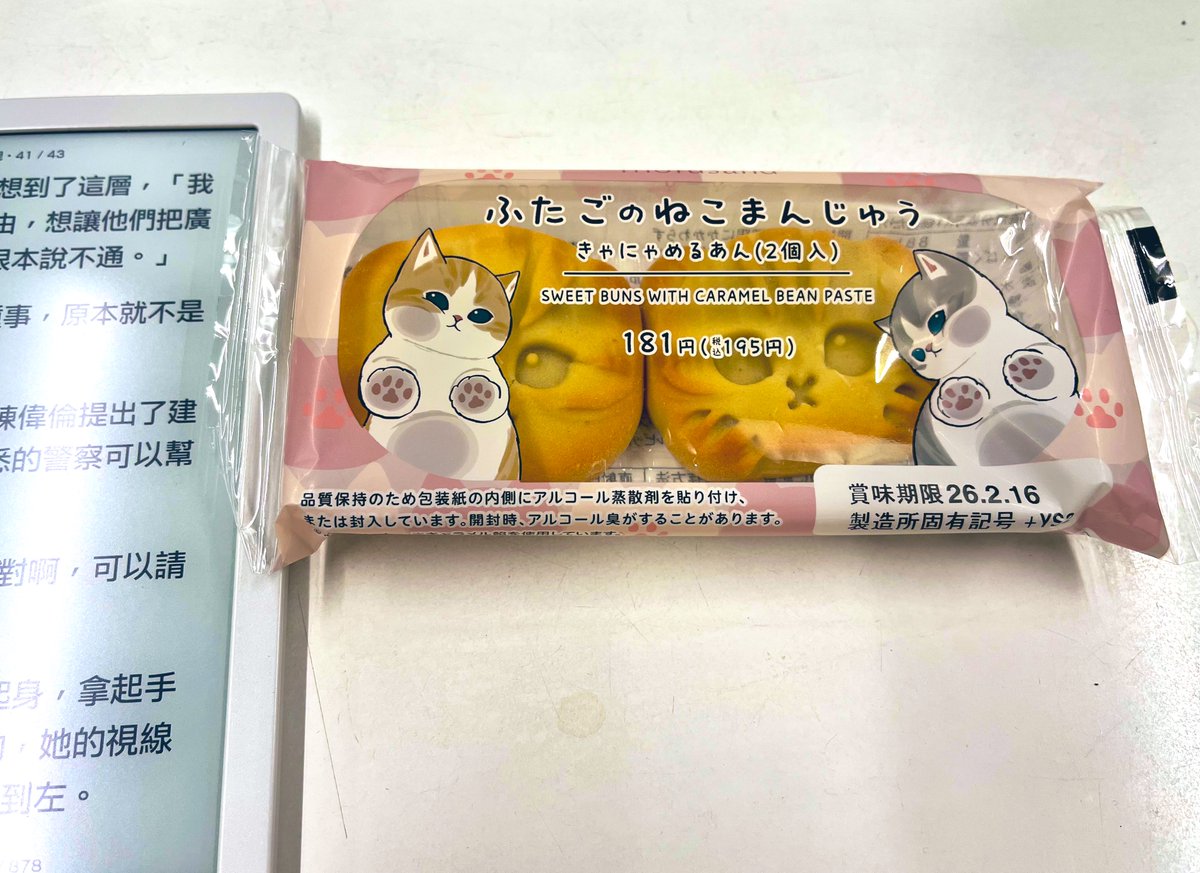 41/43
想到了這層，「我
由，想讓他們把廣
根本說不通。」
事，原本就不是
陳偉倫提出了建
悉的警察可以幫
對啊，可以請
起身，拿起手
，她的視線
到左。
878
ふたごのねこまんじゅう
きゃにゃめるあん(2個入)
SWEET BUNS WITH CARAMEL BEAN PASTE
181円(税込195円)
品質保持のため包装紙の内側にアルコール蒸散剤を貼り付け、
または封入しています。開封時、アルコール臭がすることがあります。
賞味期限 26.2.16
製造所固有記号 +YS